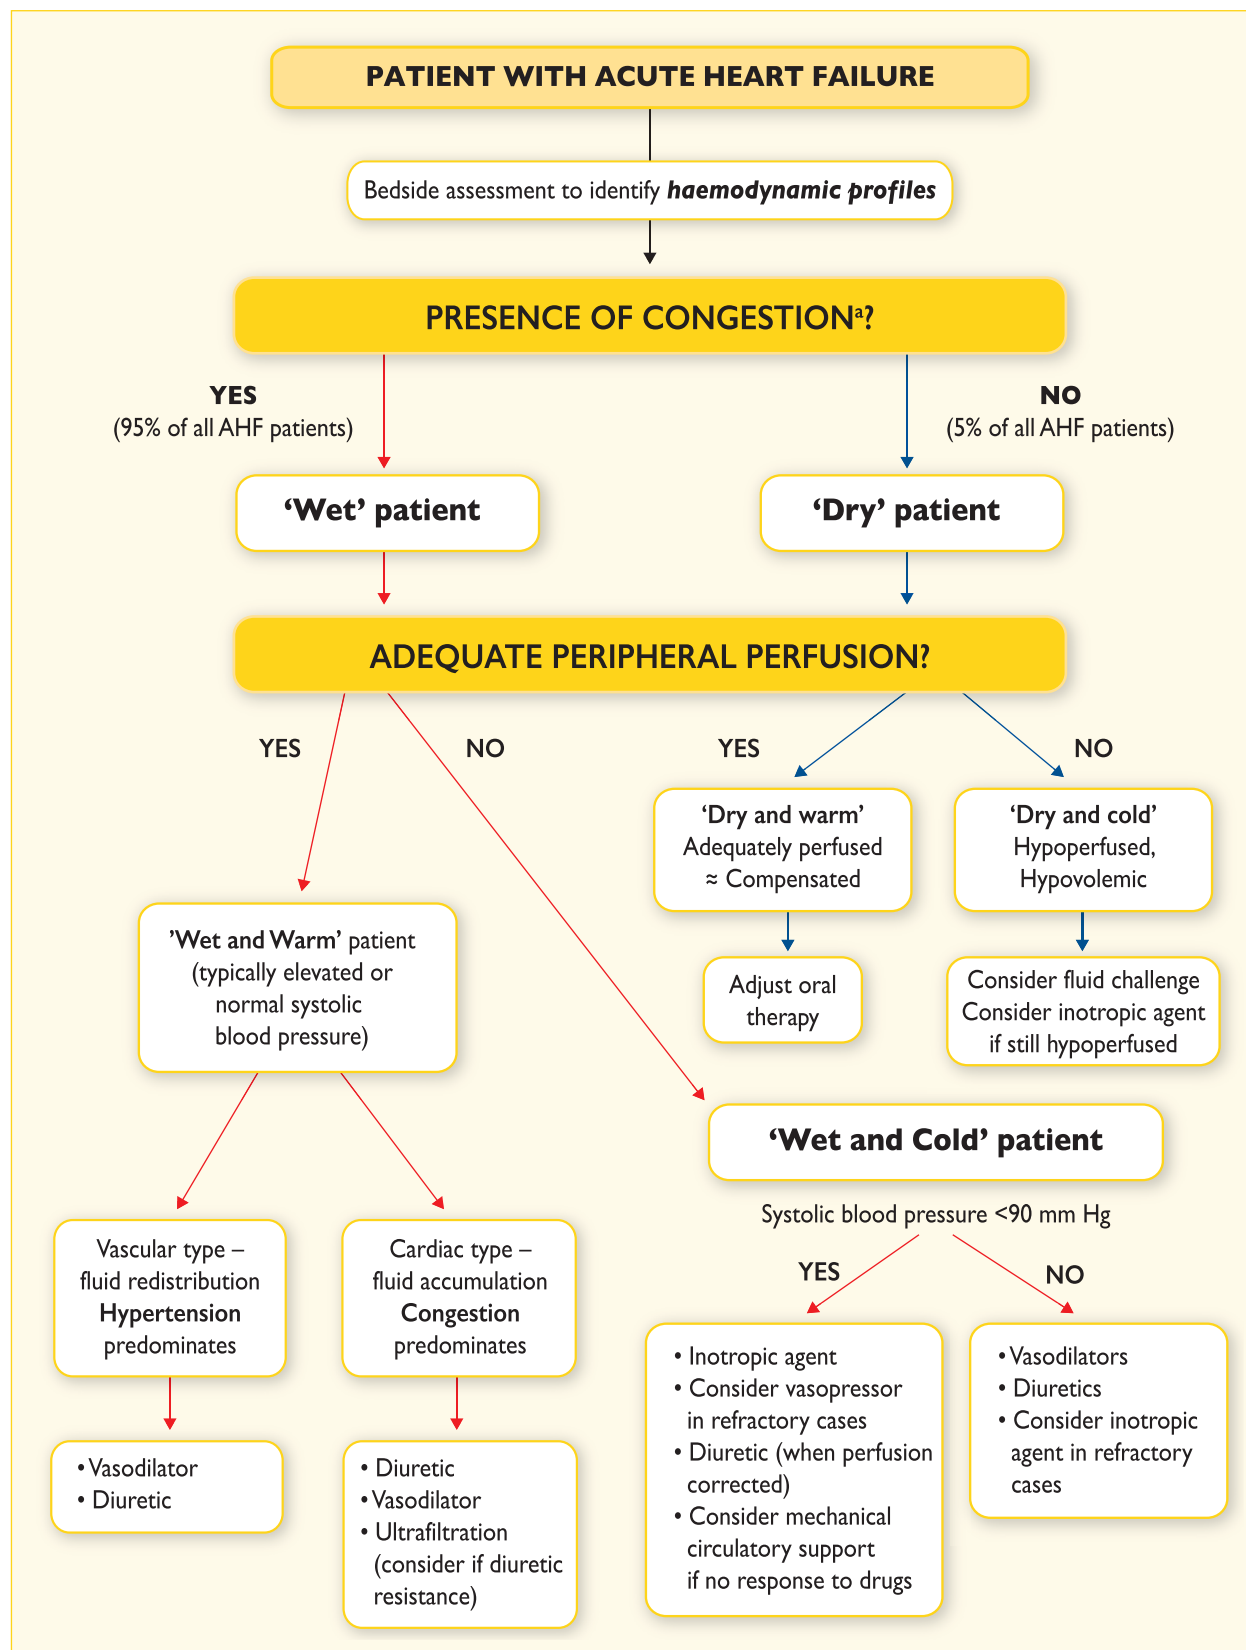 PATIENT WITH ACUTE HEART FAILURE
Bedside assessment to identify haemodynamic profiles
PRESENCE OF CONGESTIONa?
YES
(95% of all AHF patients)
NO
(5% of all AHF patients)
‘Wet’ patient
‘Dry’ patient
ADEQUATE PERIPHERAL PERFUSION?
YES
NO
YES
NO
‘Dry and warm’
Adequately perfused
≈ Compensated
‘Dry and cold’
Hypoperfused,
Hypovolemic
’Wet and Warm’ patient
(typically elevated or
normal systolic
blood pressure)
Adjust oral
therapy
Consider fluid challenge
Consider inotropic agent
if still hypoperfused
‘Wet and Cold’ patient
Systolic blood pressure <90 mm Hg
YES
NO
Vascular type –
fluid redistribution
Hypertension
predominates
Cardiac type –
fluid accumulation
Congestion
predominates
• Vasodilator
• Diuretic
• Diuretic
• Vasodilator
• Ultrafiltration
(consider if diuretic
resistance)
• Inotropic agent
• Consider vasopressor
in refractory cases
• Diuretic (when perfusion
corrected)
• Consider mechanical
circulatory support
if no response to drugs
• Vasodilators
• Diuretics
• Consider inotropic
agent in refractory
cases